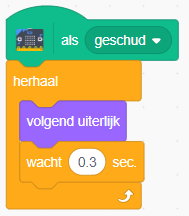 als geschud
herhaal
volgend uiterlijk
wacht 0.3 sec.